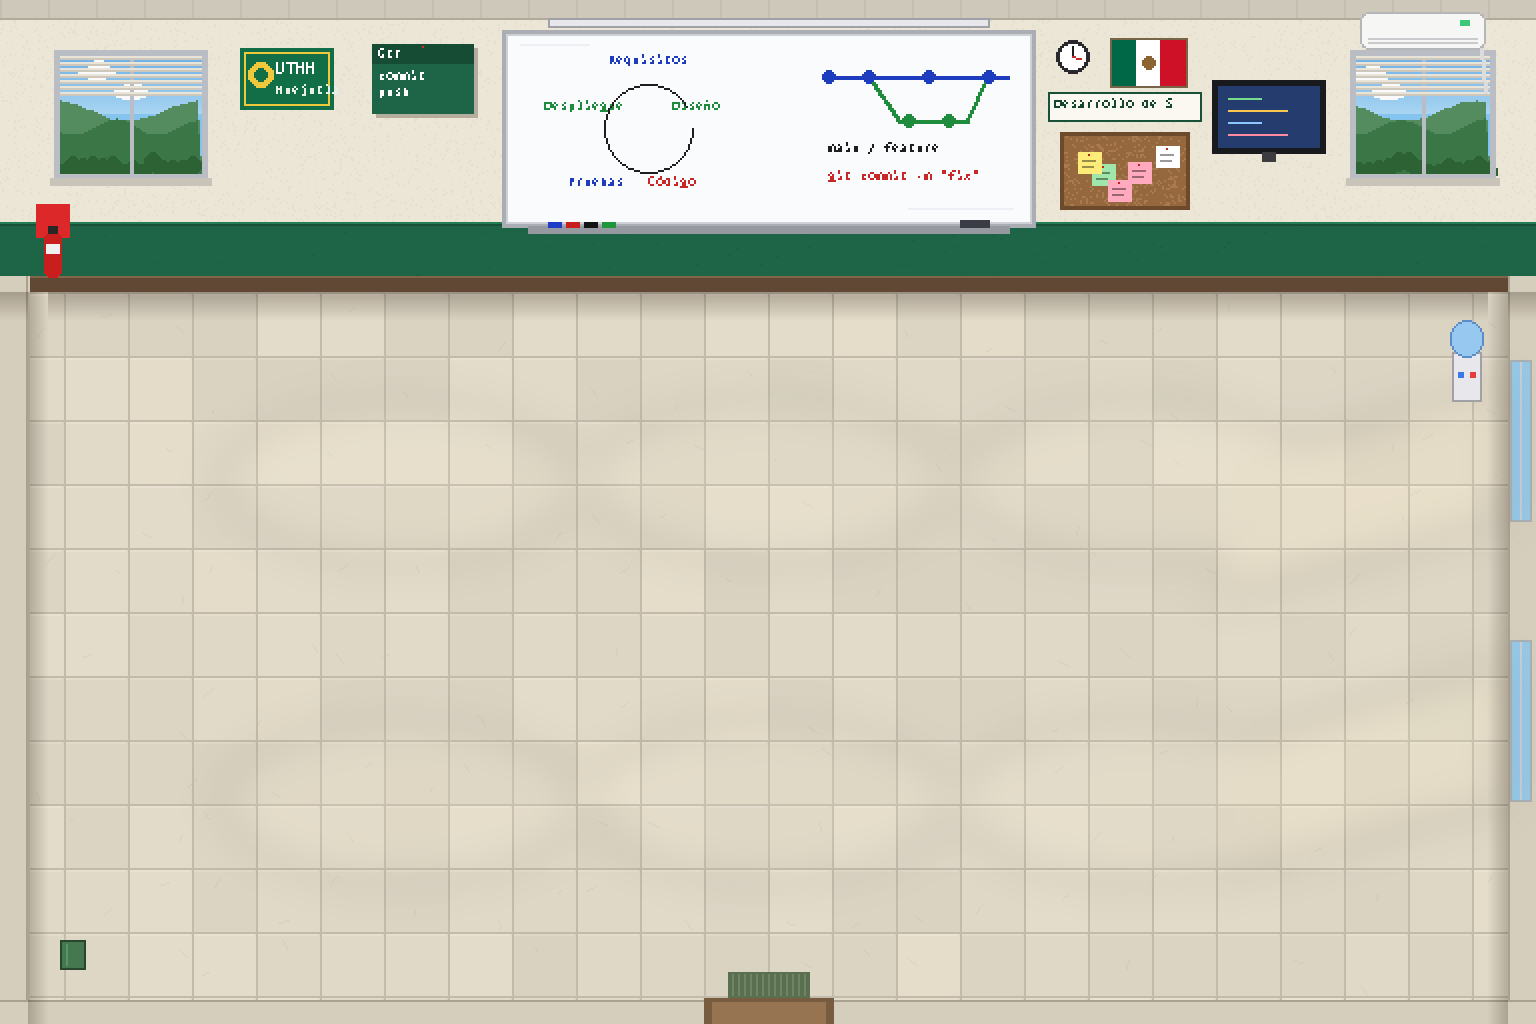 UTHH
Git
commit
push
Requisitos
Despliegue
Diseño
Pruebas
Código
main / feature
git commit -m "fix"
Desarrollo de S